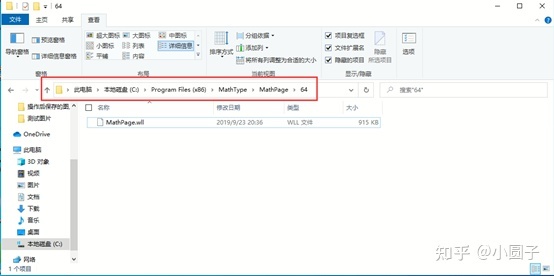 64
文件 主页 共享 查看
导航窗格 预览窗格 详细信息窗格
超大图标 大图标 中图标
小图标 列表 详细信息
平铺 内容
排序方式 分组依据 添加列 将所有列调整为合适的大小
项目复选框 文件扩展名 隐藏的项目
隐藏所选项目 选项
窗格 布局 当前视图 显示/隐藏
此电脑 > 本地磁盘 (C:) > Program Files (x86) > MathType > MathPage > 64
搜索"64"
名称 修改日期 类型 大小
操作后保存的图
测试图片
MathPage.wll 2019/9/23 20:36 WLL 文件 915 KB
OneDrive
此电脑
3D 对象
视频
图片
文档
下载
音乐
桌面
本地磁盘 (C:)
网络
1 个项目
知乎 @小圆子